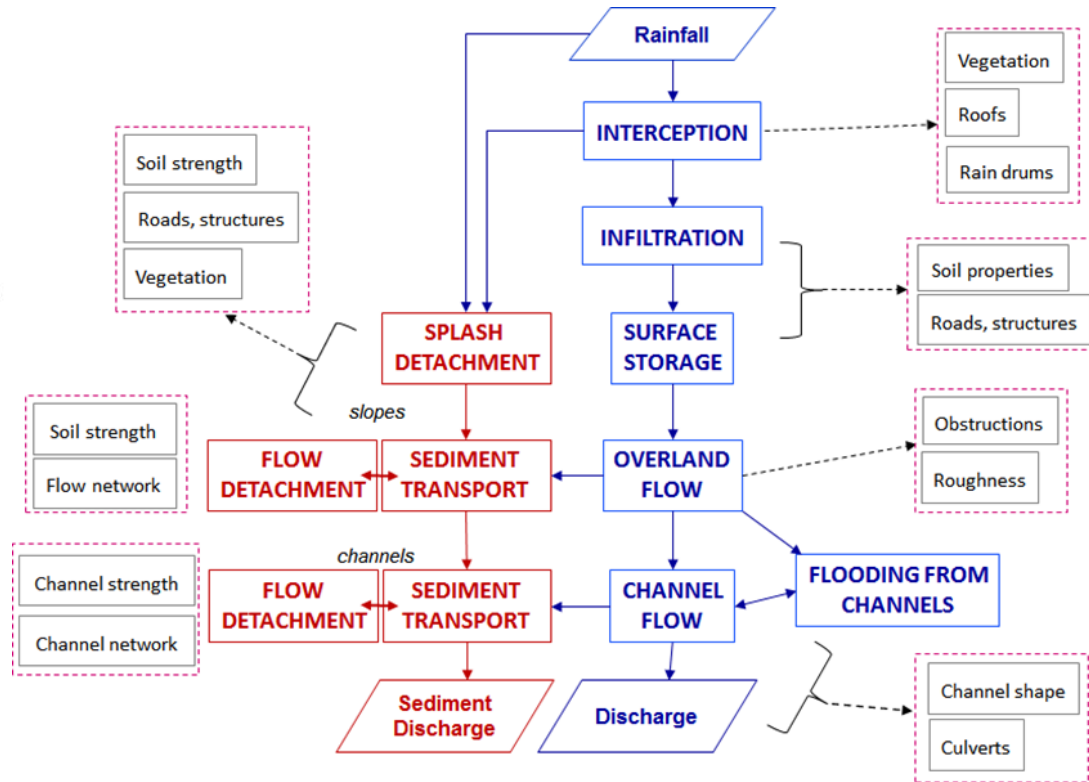 Rainfall
Vegetation
Roofs
Rain drums
INTERCEPTION
Soil strength
Roads, structures
Vegetation
INFILTRATION
Soil properties
Roads, structures
SPLASH
DETACHMENT
SURFACE
STORAGE
slopes
Soil strength
Flow network
FLOW
DETACHMENT
SEDIMENT
TRANSPORT
OVERLAND
FLOW
Obstructions
Roughness
channels
Channel strength
Channel network
FLOW
DETACHMENT
SEDIMENT
TRANSPORT
CHANNEL
FLOW
FLOODING FROM
CHANNELS
Sediment
Discharge
Discharge
Channel shape
Culverts